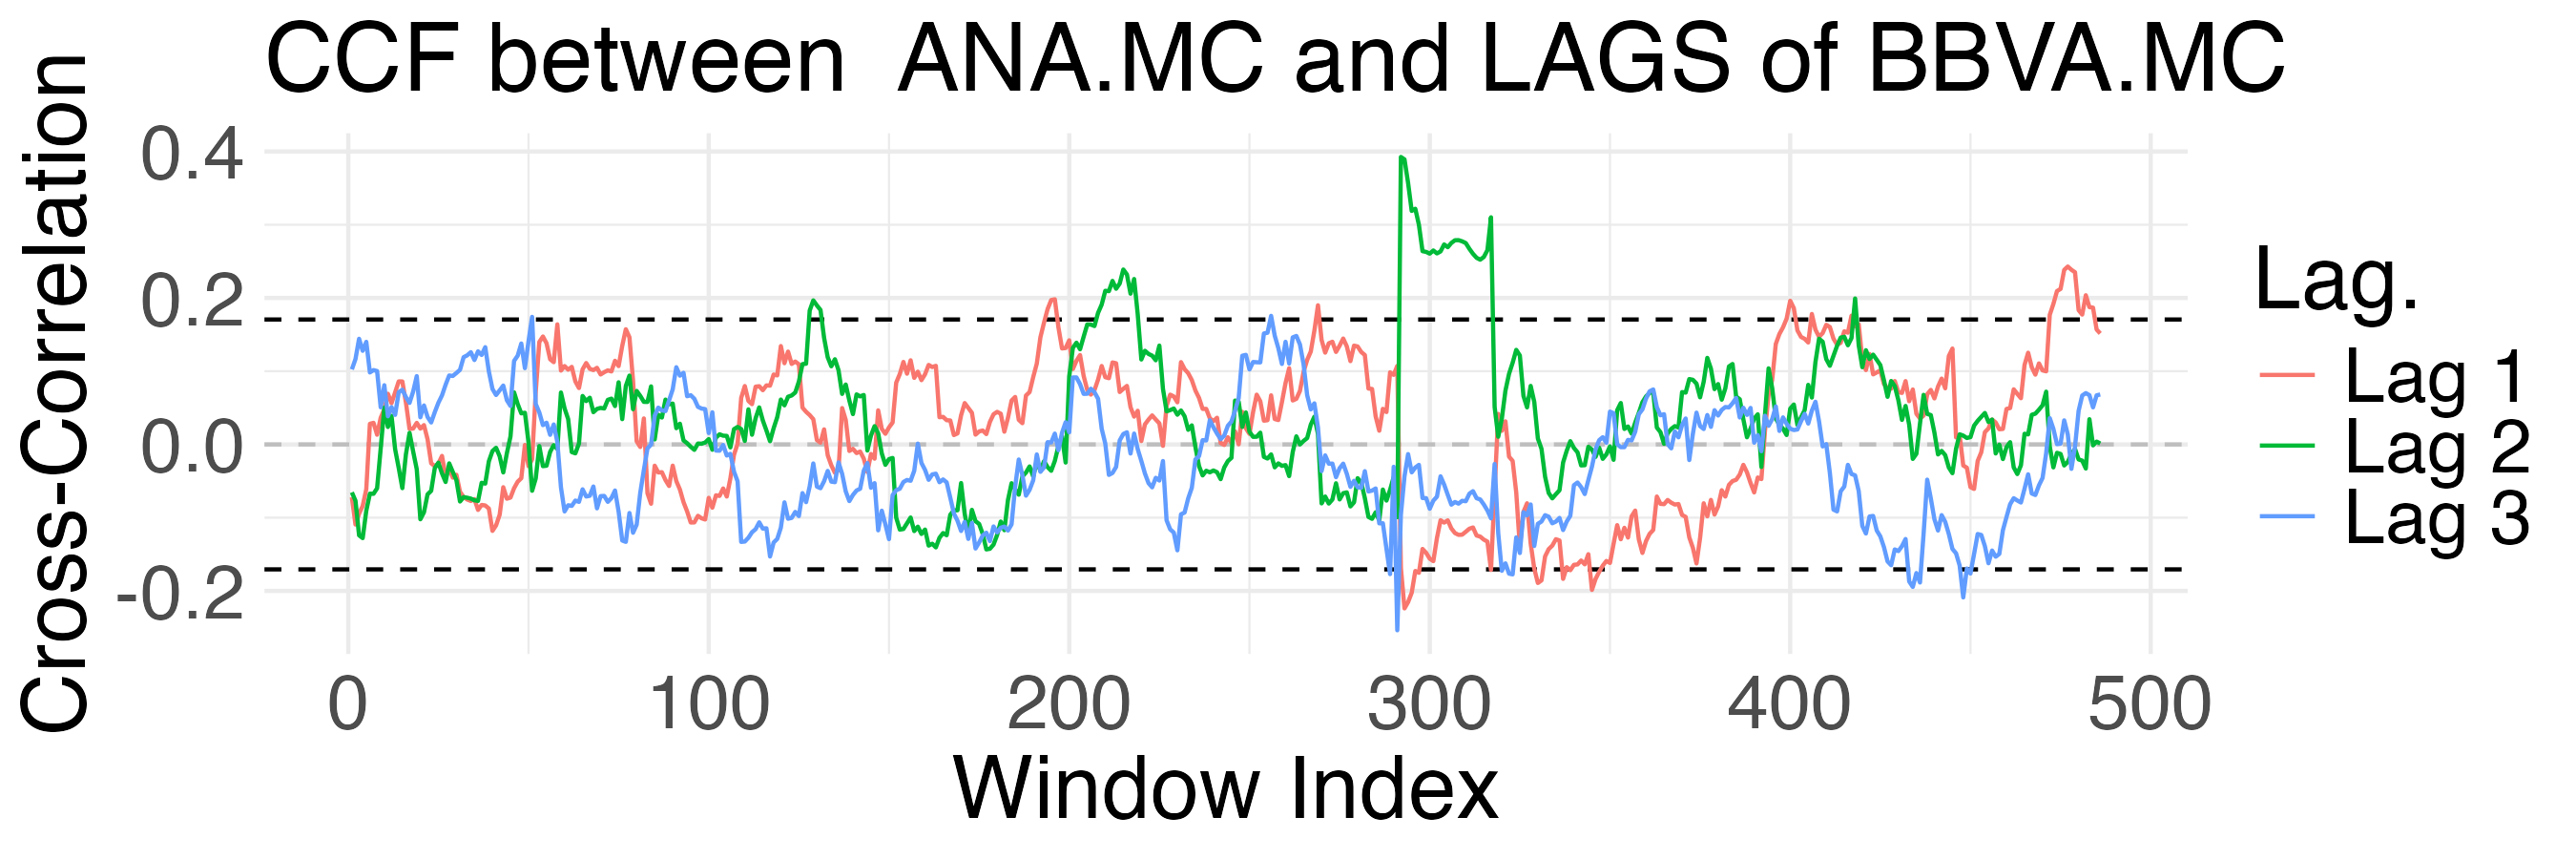 CCF between  ANA.MC and LAGS of BBVA.MC
Cross-Correlation
0.4
0.2
0.0
-0.2
0
100
200
300
400
500
Window Index
Lag.
Lag 1
Lag 2
Lag 3